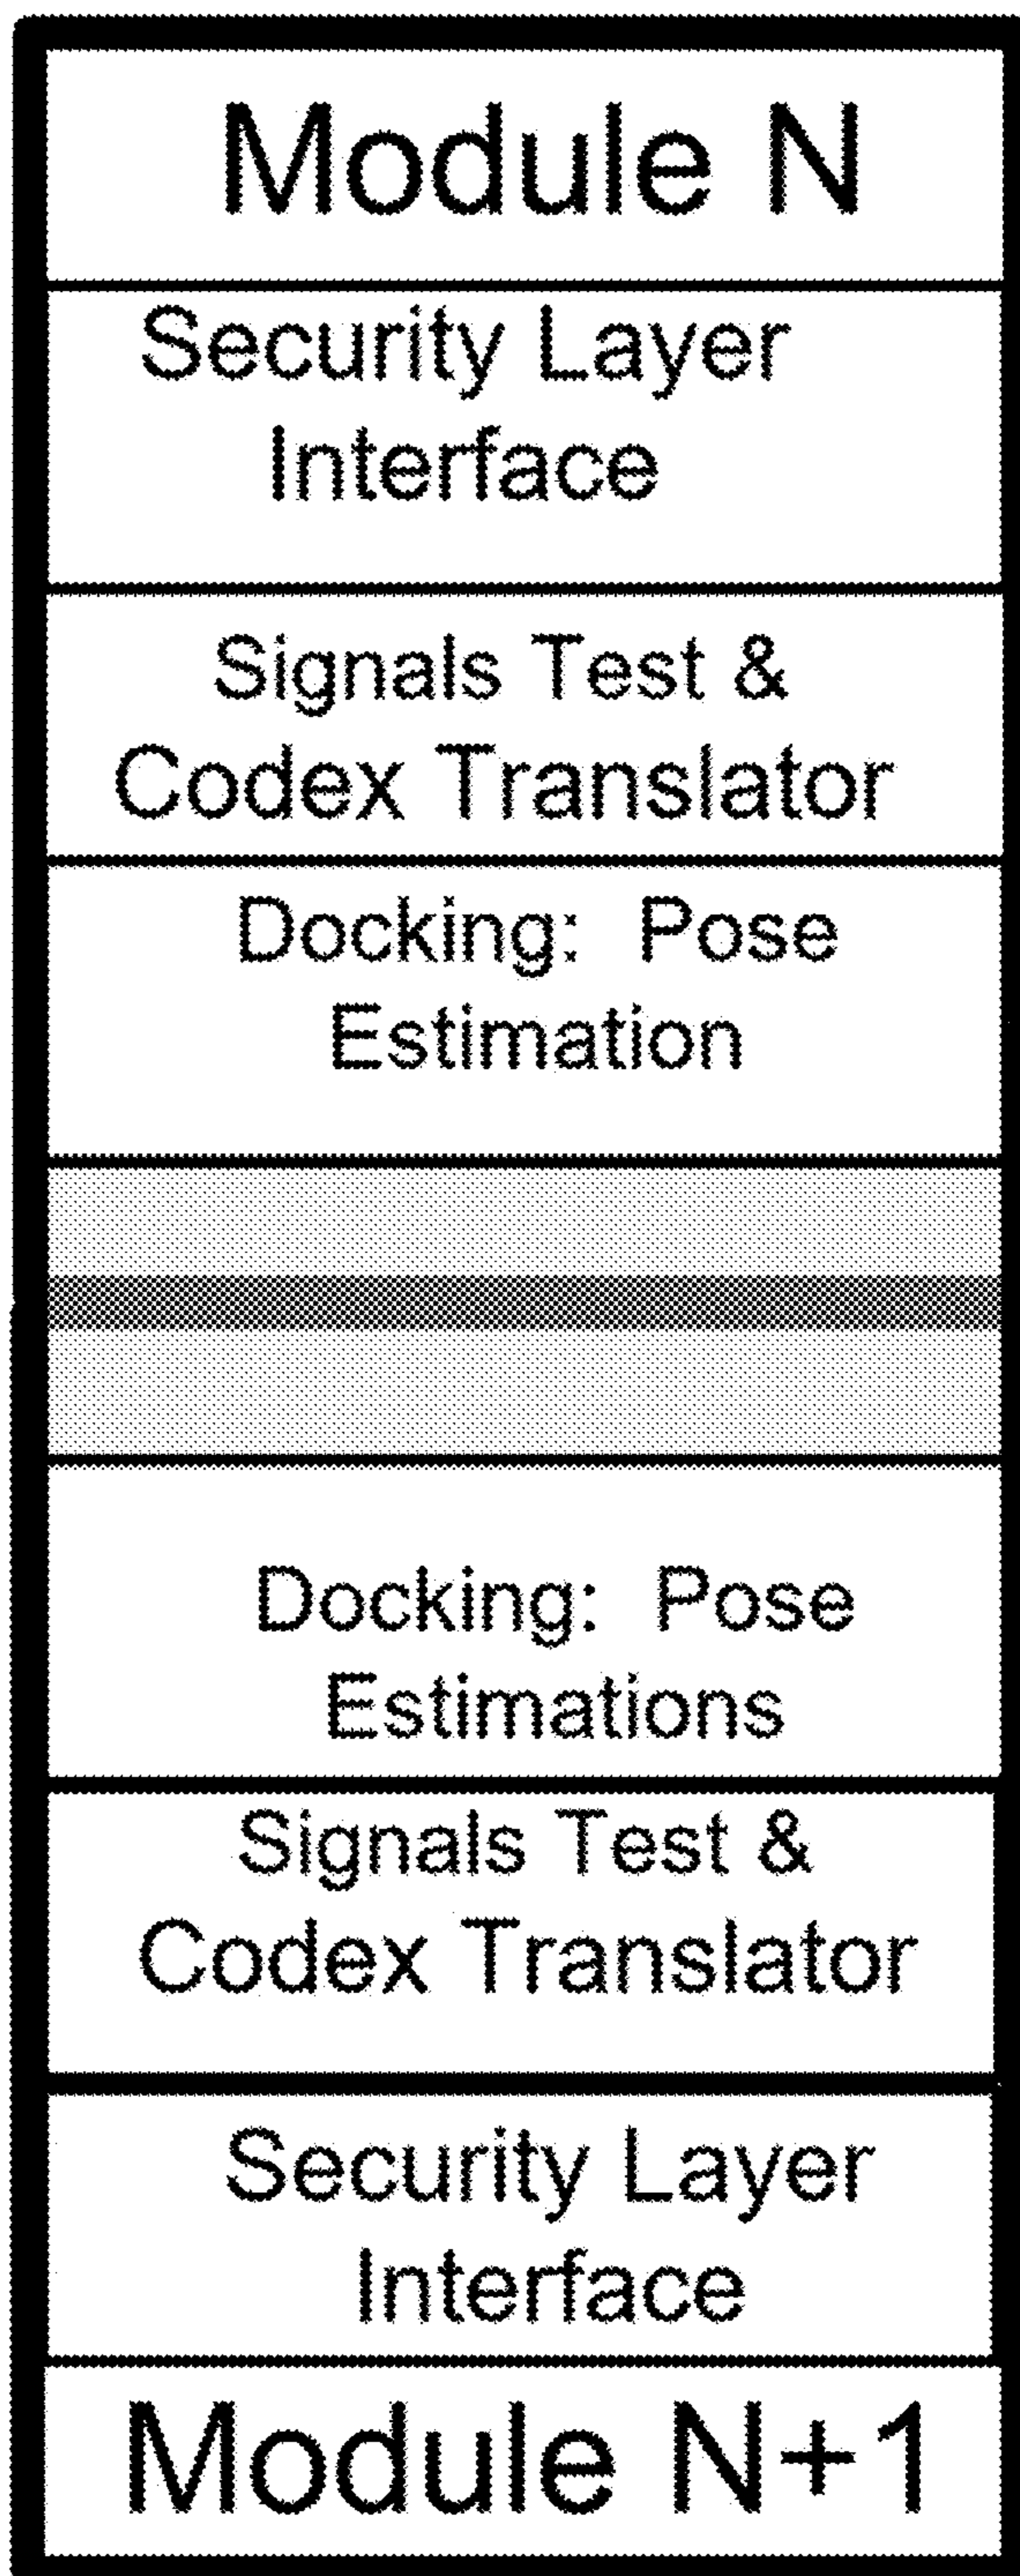 Module N
Security Layer
Interface
Signals Test &
Codex Translator
Docking: Pose
Estimation
Docking: Pose
Estimations
Signals Test &
Codex Translator
Security Layer
Interface
Module N+1